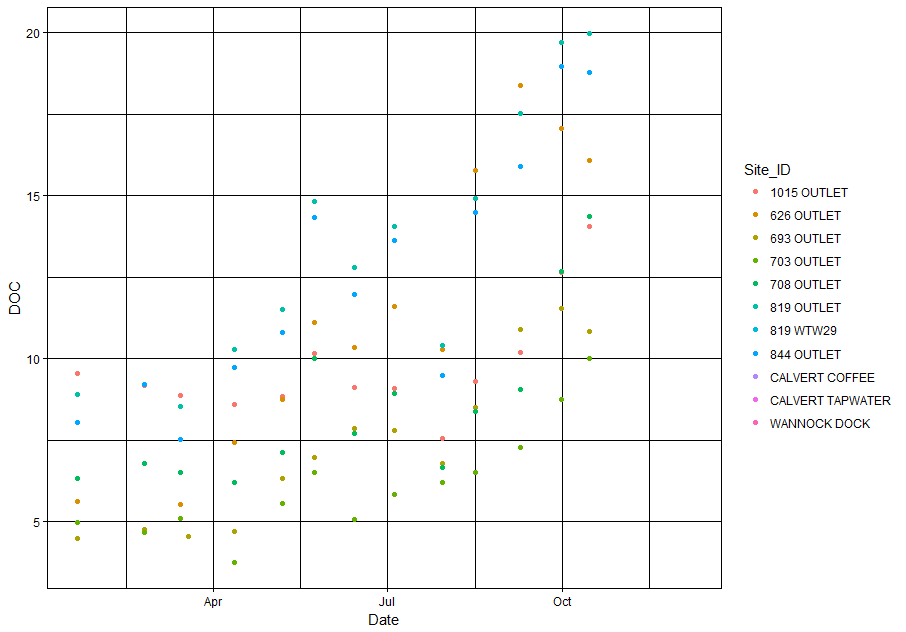 20
15
10
5
DOC
Apr
Jul
Oct
Date
Site_ID
1015 OUTLET
626 OUTLET
693 OUTLET
703 OUTLET
708 OUTLET
819 OUTLET
819 WTW29
844 OUTLET
CALVERT COFFEE
CALVERT TAPWATER
WANNOCK DOCK